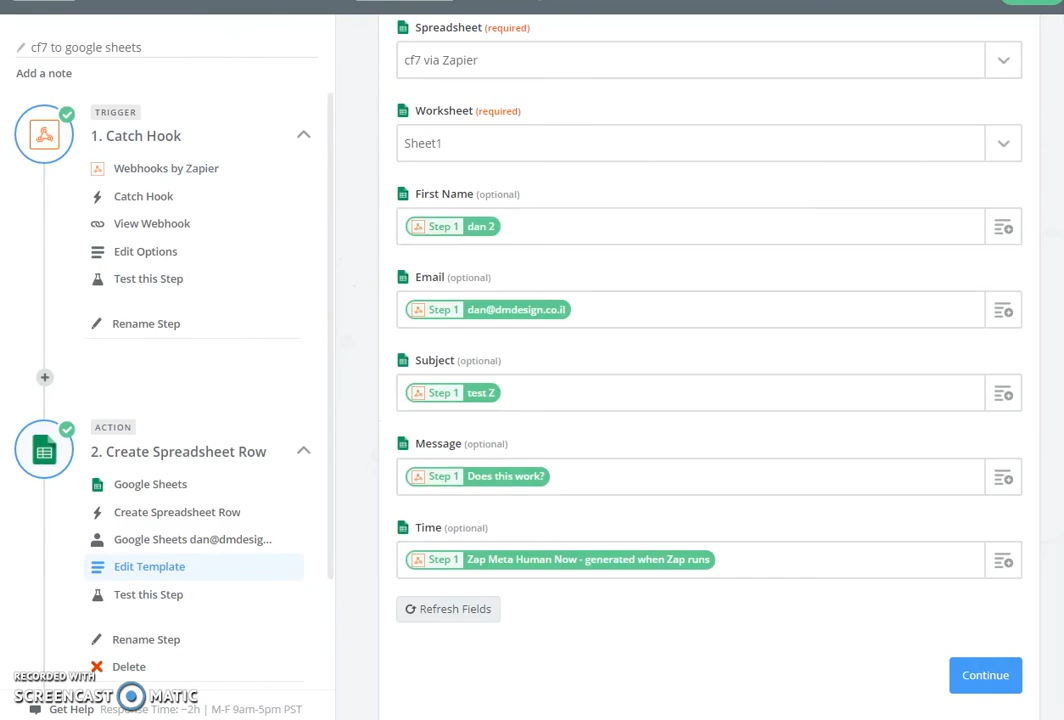 cf7 to google sheets
Add a note
TRIGGER
1. Catch Hook
Webhooks by Zapier
Catch Hook
View Webhook
Edit Options
Test this Step
Rename Step
ACTION
2. Create Spreadsheet Row
Google Sheets
Create Spreadsheet Row
Google Sheets dan@dmdesig...
Edit Template
Test this Step
Rename Step
Delete
RECORDED WITH
SCREENCAST MATIC
Get Help Response Time: ~2h | M-F 9am-5pm PST
Spreadsheet (required)
cf7 via Zapier
Worksheet (required)
Sheet1
First Name (optional)
Step 1 dan 2
Email (optional)
Step 1 dan@dmdesign.co.il
Subject (optional)
Step 1 test Z
Message (optional)
Step 1 Does this work?
Time (optional)
Step 1 Zap Meta Human Now - generated when Zap runs
Refresh Fields
Continue